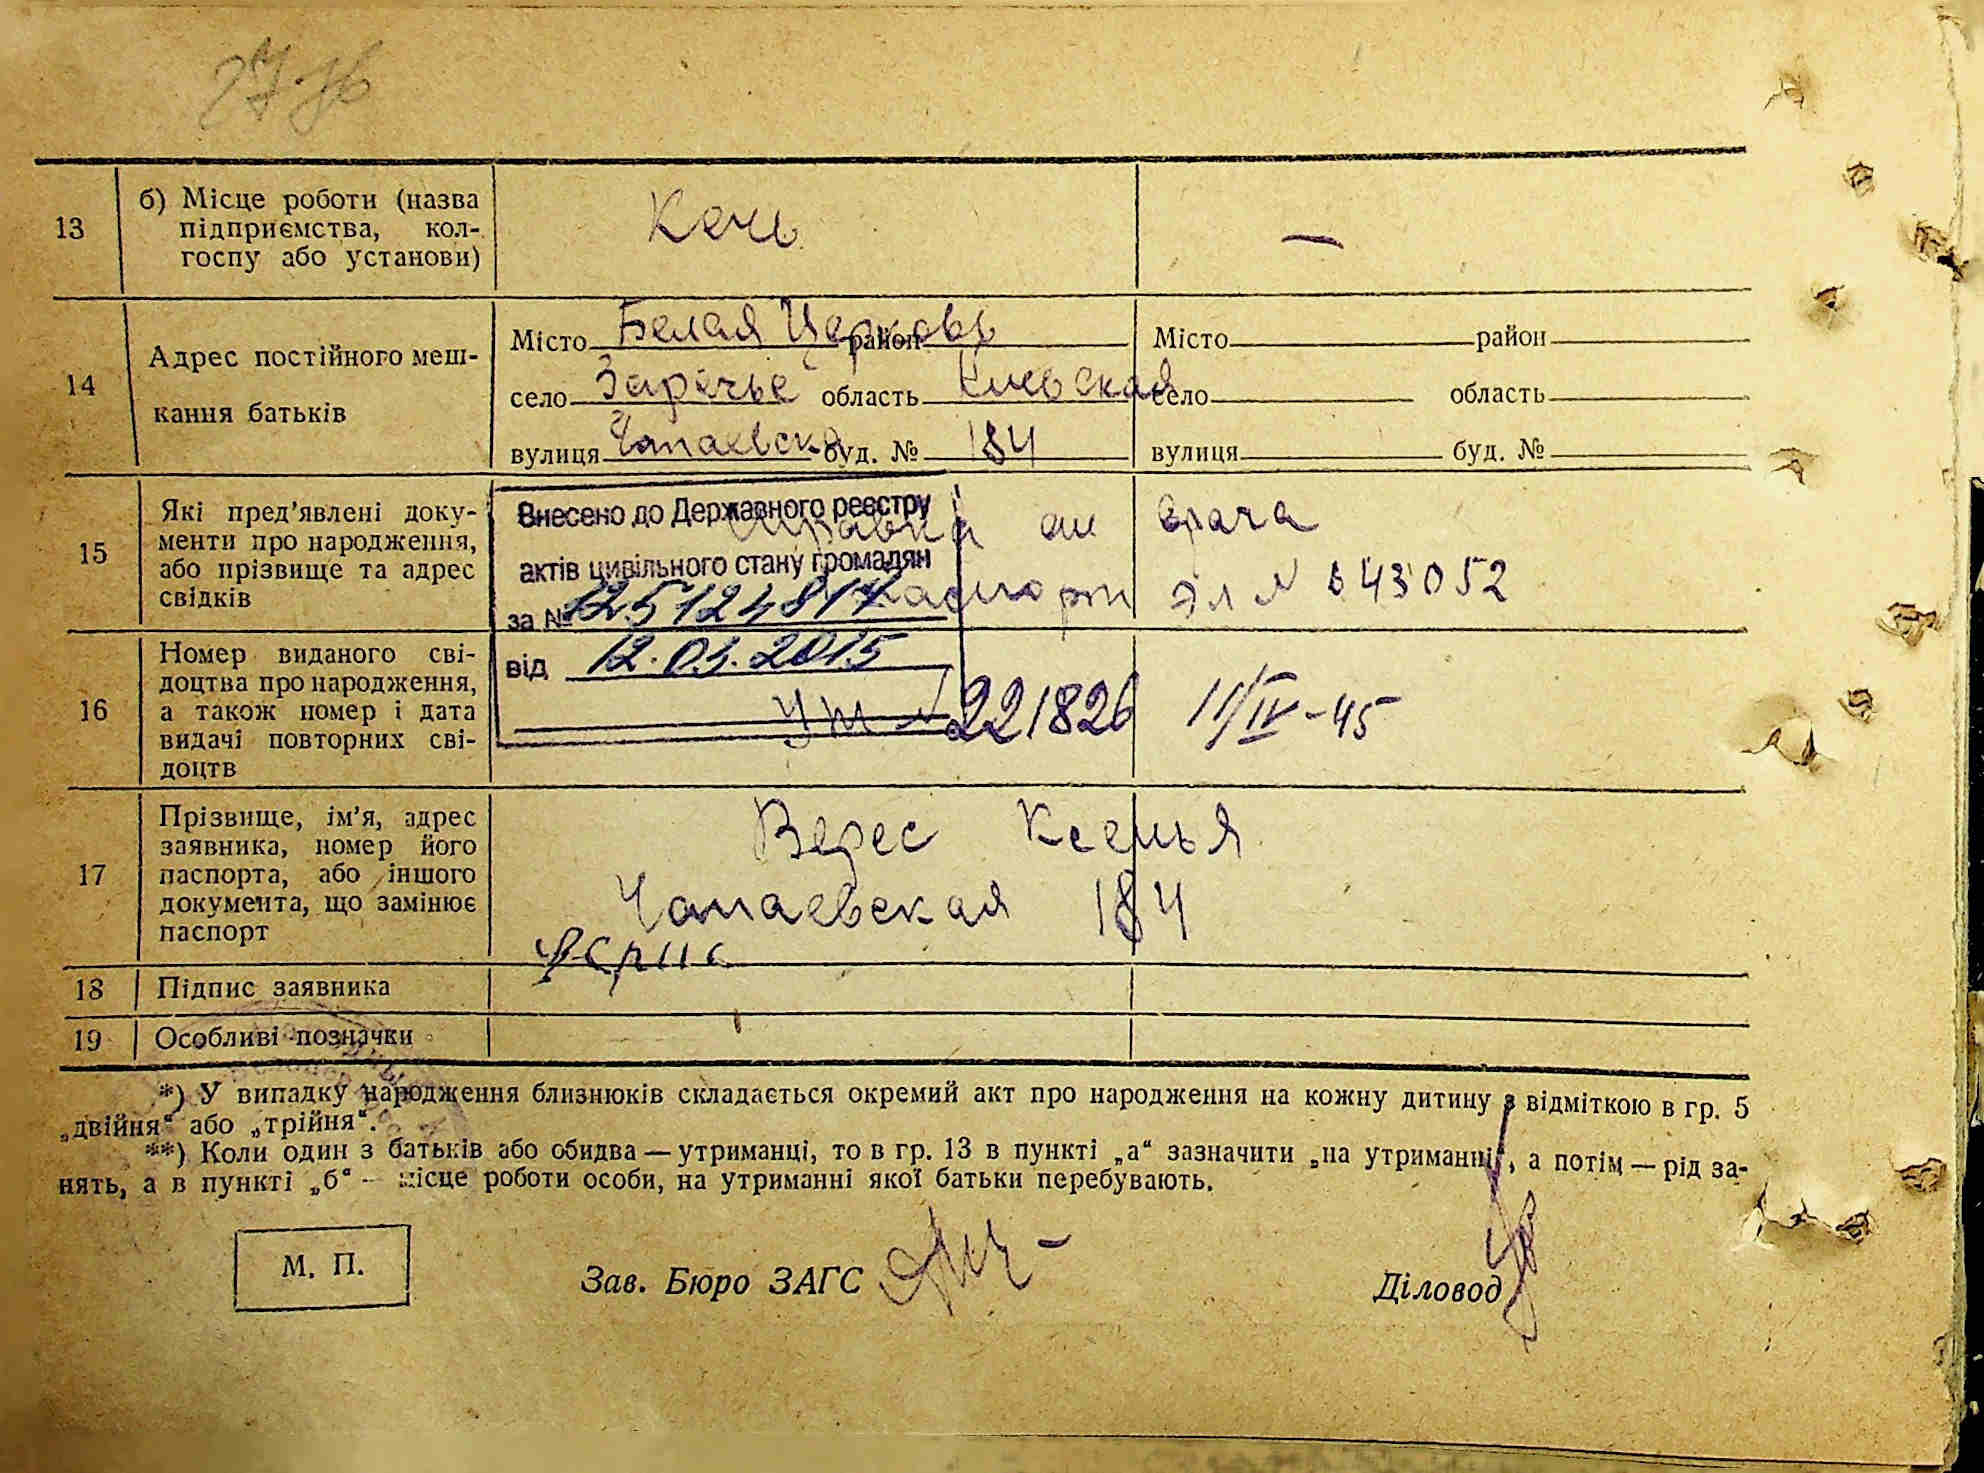 13
б) Місце роботи (назва
підприємства, кол-
госпу або установи)
Кечь
—
14
Адрес постійного меш-
кання батьків
Місто Белая Церковь район
село Заречье область Киевская
вулиця Чапаевска буд. № 184
Місто район
село область
вулиця буд. №
15
Які пред’явлені доку-
менти про народження,
або прізвище та адрес
свідків
Внесено до Державного реєстру
актів цивільного стану громадян
за №
від 12.03.2015
Справка от врача
паспорт
16
Номер виданого сві-
доцтва про народження,
а також номер і дата
видачі повторних сві-
доцтв
№ 221826 11/IV-45
17
Прізвище, ім’я, адрес
заявника, номер його
паспорта, або іншого
документа, що замінює
паспорт
Верес Ксенья
Чапаевская 184
18
Підпис заявника
19
Особливі позначки
*) У випадку народження близнюків складається окремий акт про народження на кожну дитину з відміткою в гр. 5
„двійня“ або „трійня“.
**) Коли один з батьків або обидва — утриманці, то в гр. 13 в пункті „а“ зазначити „на утриманні“, а потім — рід за-
нять, а в пункті „б“ – місце роботи особи, на утриманні якої батьки перебувають.
М. П.
Зав. Бюро ЗАГС
Діловод